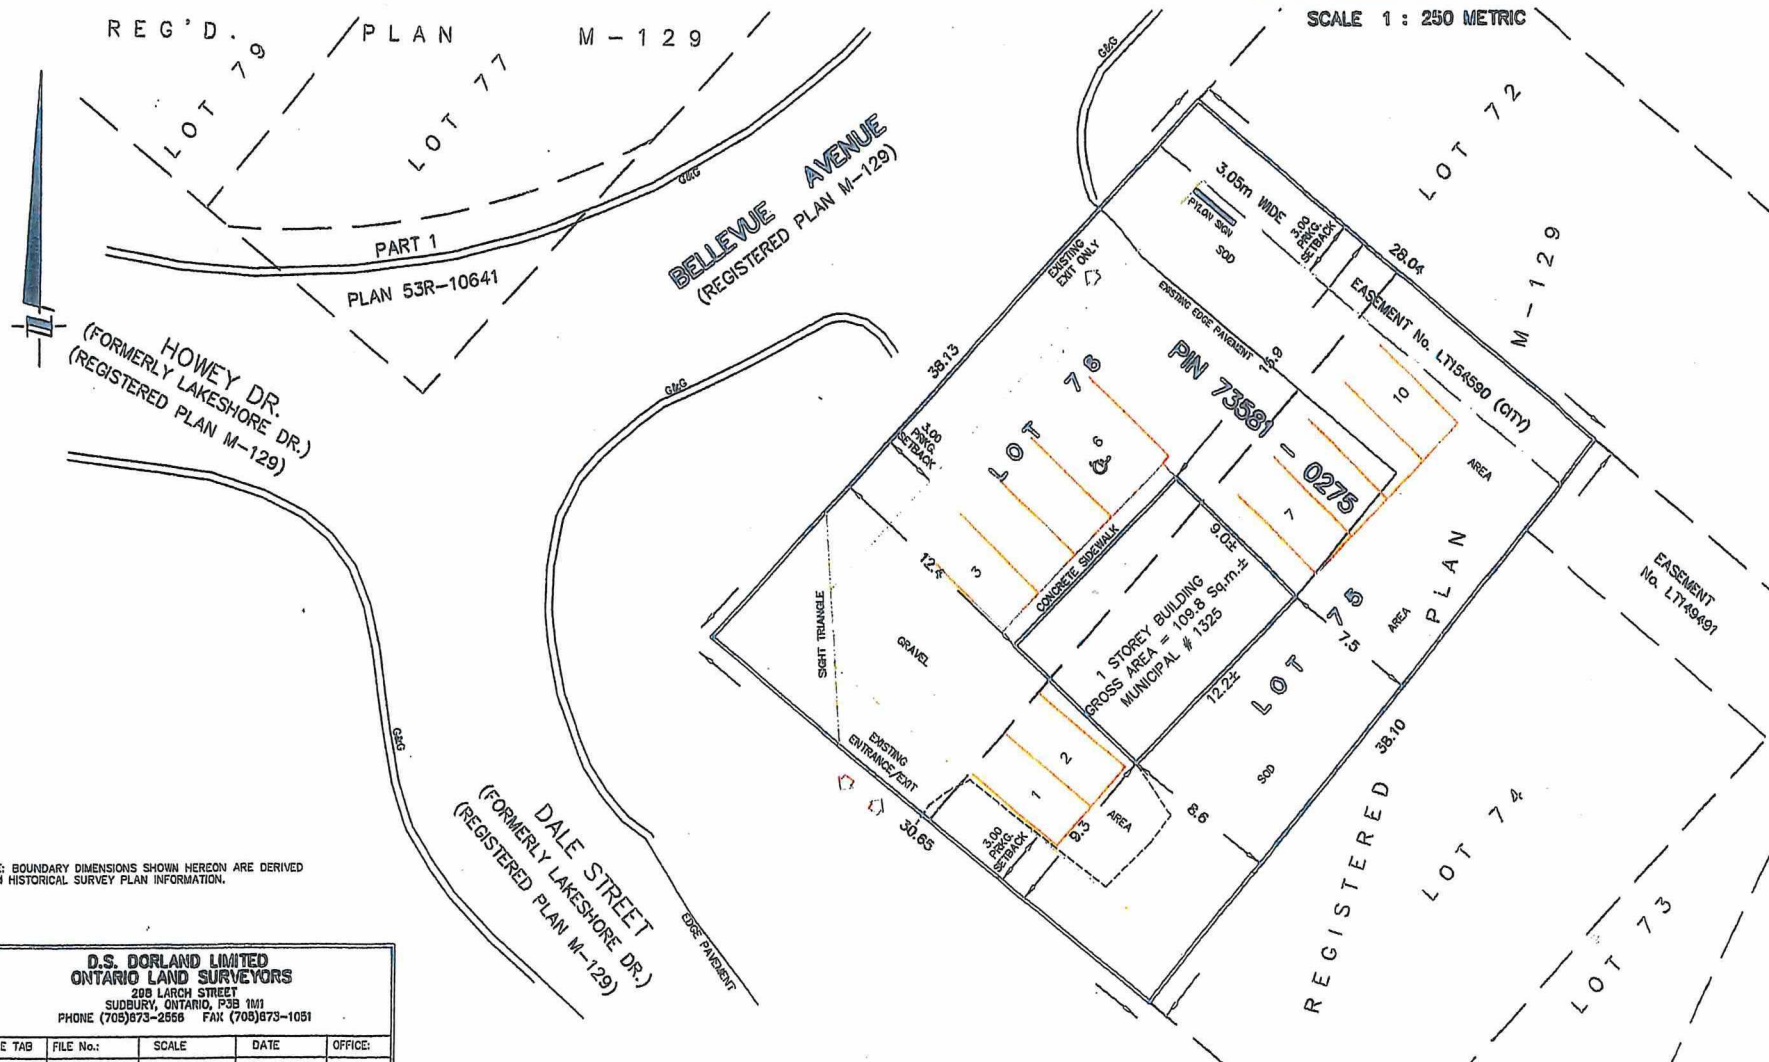 REG'D. PLAN M-129
SCALE 1 : 250 METRIC
LOT 79
LOT 77
LOT 72
G&G
G&G
BELLEVUE AVENUE
(REGISTERED PLAN M-129)
PART 1
PLAN 53R-10641
HOWEY DR.
(FORMERLY LAKESHORE DR.)
(REGISTERED PLAN M-129)
3.05m WIDE
PYLON SIGN
3.00
PRKG.
SETBACK
SOD
28.04
EASEMENT No. LT154590 (CITY)
M-129
EXISTING
EXIT ONLY
EXISTING EDGE PAVEMENT
16.9
38.13
LOT 76
PIN 73581 - 0275
10
6
7
3
3.00
PRKG.
SETBACK
AREA
G&G
12.4
CONCRETE SIDEWALK
9.0±
1 STOREY BUILDING
GROSS AREA = 109.8 Sq.m.±
MUNICIPAL # 1325
12.2±
LOT 75
7.5
AREA
EASEMENT
No. LT149491
SIGHT TRIANGLE
GRAVEL
EXISTING
ENTRANCE/EXIT
2
1
AREA
9.3
8.6
SOD
38.10
30.65
3.00
PRKG.
SETBACK
REGISTERED PLAN
LOT 74
LOT 73
G&G
DALE STREET
(FORMERLY LAKESHORE DR.)
(REGISTERED PLAN M-129)
EDGE PAVEMENT
: BOUNDARY DIMENSIONS SHOWN HEREON ARE DERIVED
HISTORICAL SURVEY PLAN INFORMATION.
D.S. DORLAND LIMITED
ONTARIO LAND SURVEYORS
298 LARCH STREET
SUDBURY, ONTARIO, P3B 1M1
PHONE (705)673-2556 FAX (705)673-1051
E TAB FILE No.: SCALE DATE OFFICE: